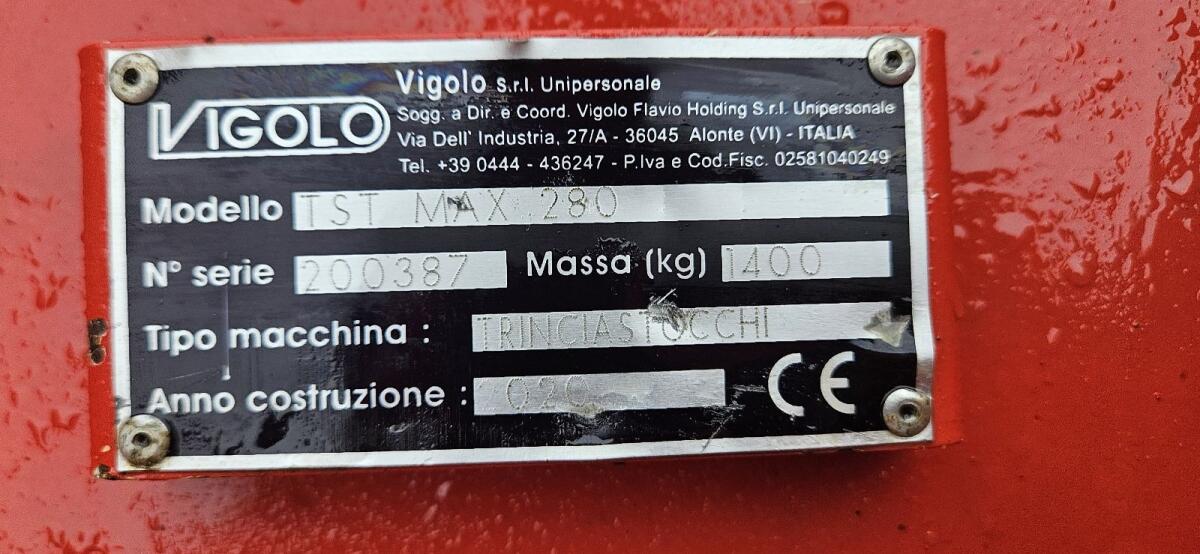 VIGOLO
Vigolo s.r.l. Unipersonale
Sogg. a Dir. e Coord. Vigolo Flavio Holding S.r.l. Unipersonale
Via Dell' Industria, 27/A - 36045 Alonte (VI) - ITALIA
Tel. +39 0444 - 436247 - P.Iva e Cod.Fisc. 02581040249
Modello TST MAX 280
N° serie 200387 Massa (kg) 1400
Tipo macchina : TRINCIASTOCCHI
Anno costruzione : 020
CE